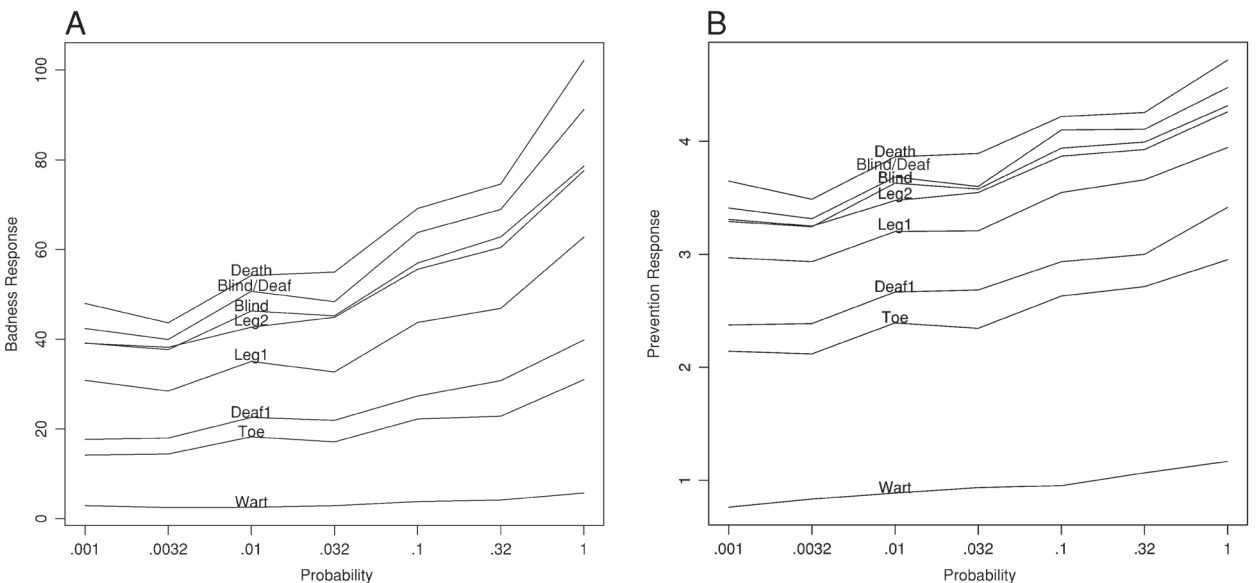 A
Badness Response
100
80
60
40
20
0
Death
Blind/Deaf
Blind
Leg2
Leg1
Deaf1
Toe
Wart
.001 .0032 .01 .032 .1 .32 1
Probability
B
Prevention Response
4
3
2
1
Death
Blind/Deaf
Blind
Leg2
Leg1
Deaf1
Toe
Wart
.001 .0032 .01 .032 .1 .32 1
Probability